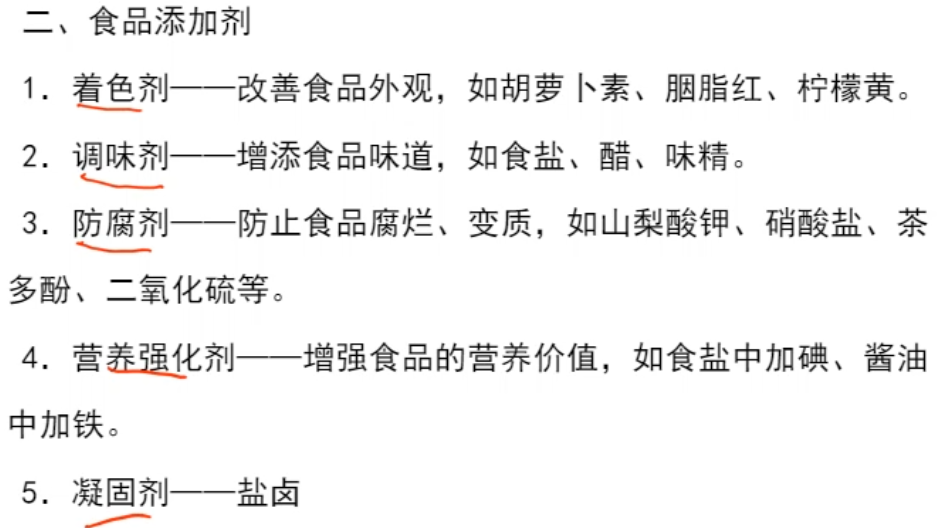 二、食品添加剂
1．着色剂——改善食品外观，如胡萝卜素、胭脂红、柠檬黄。
2．调味剂——增添食品味道，如食盐、醋、味精。
3．防腐剂——防止食品腐烂、变质，如山梨酸钾、硝酸盐、茶
多酚、二氧化硫等。
4．营养强化剂——增强食品的营养价值，如食盐中加碘、酱油
中加铁。
5．凝固剂——盐卤